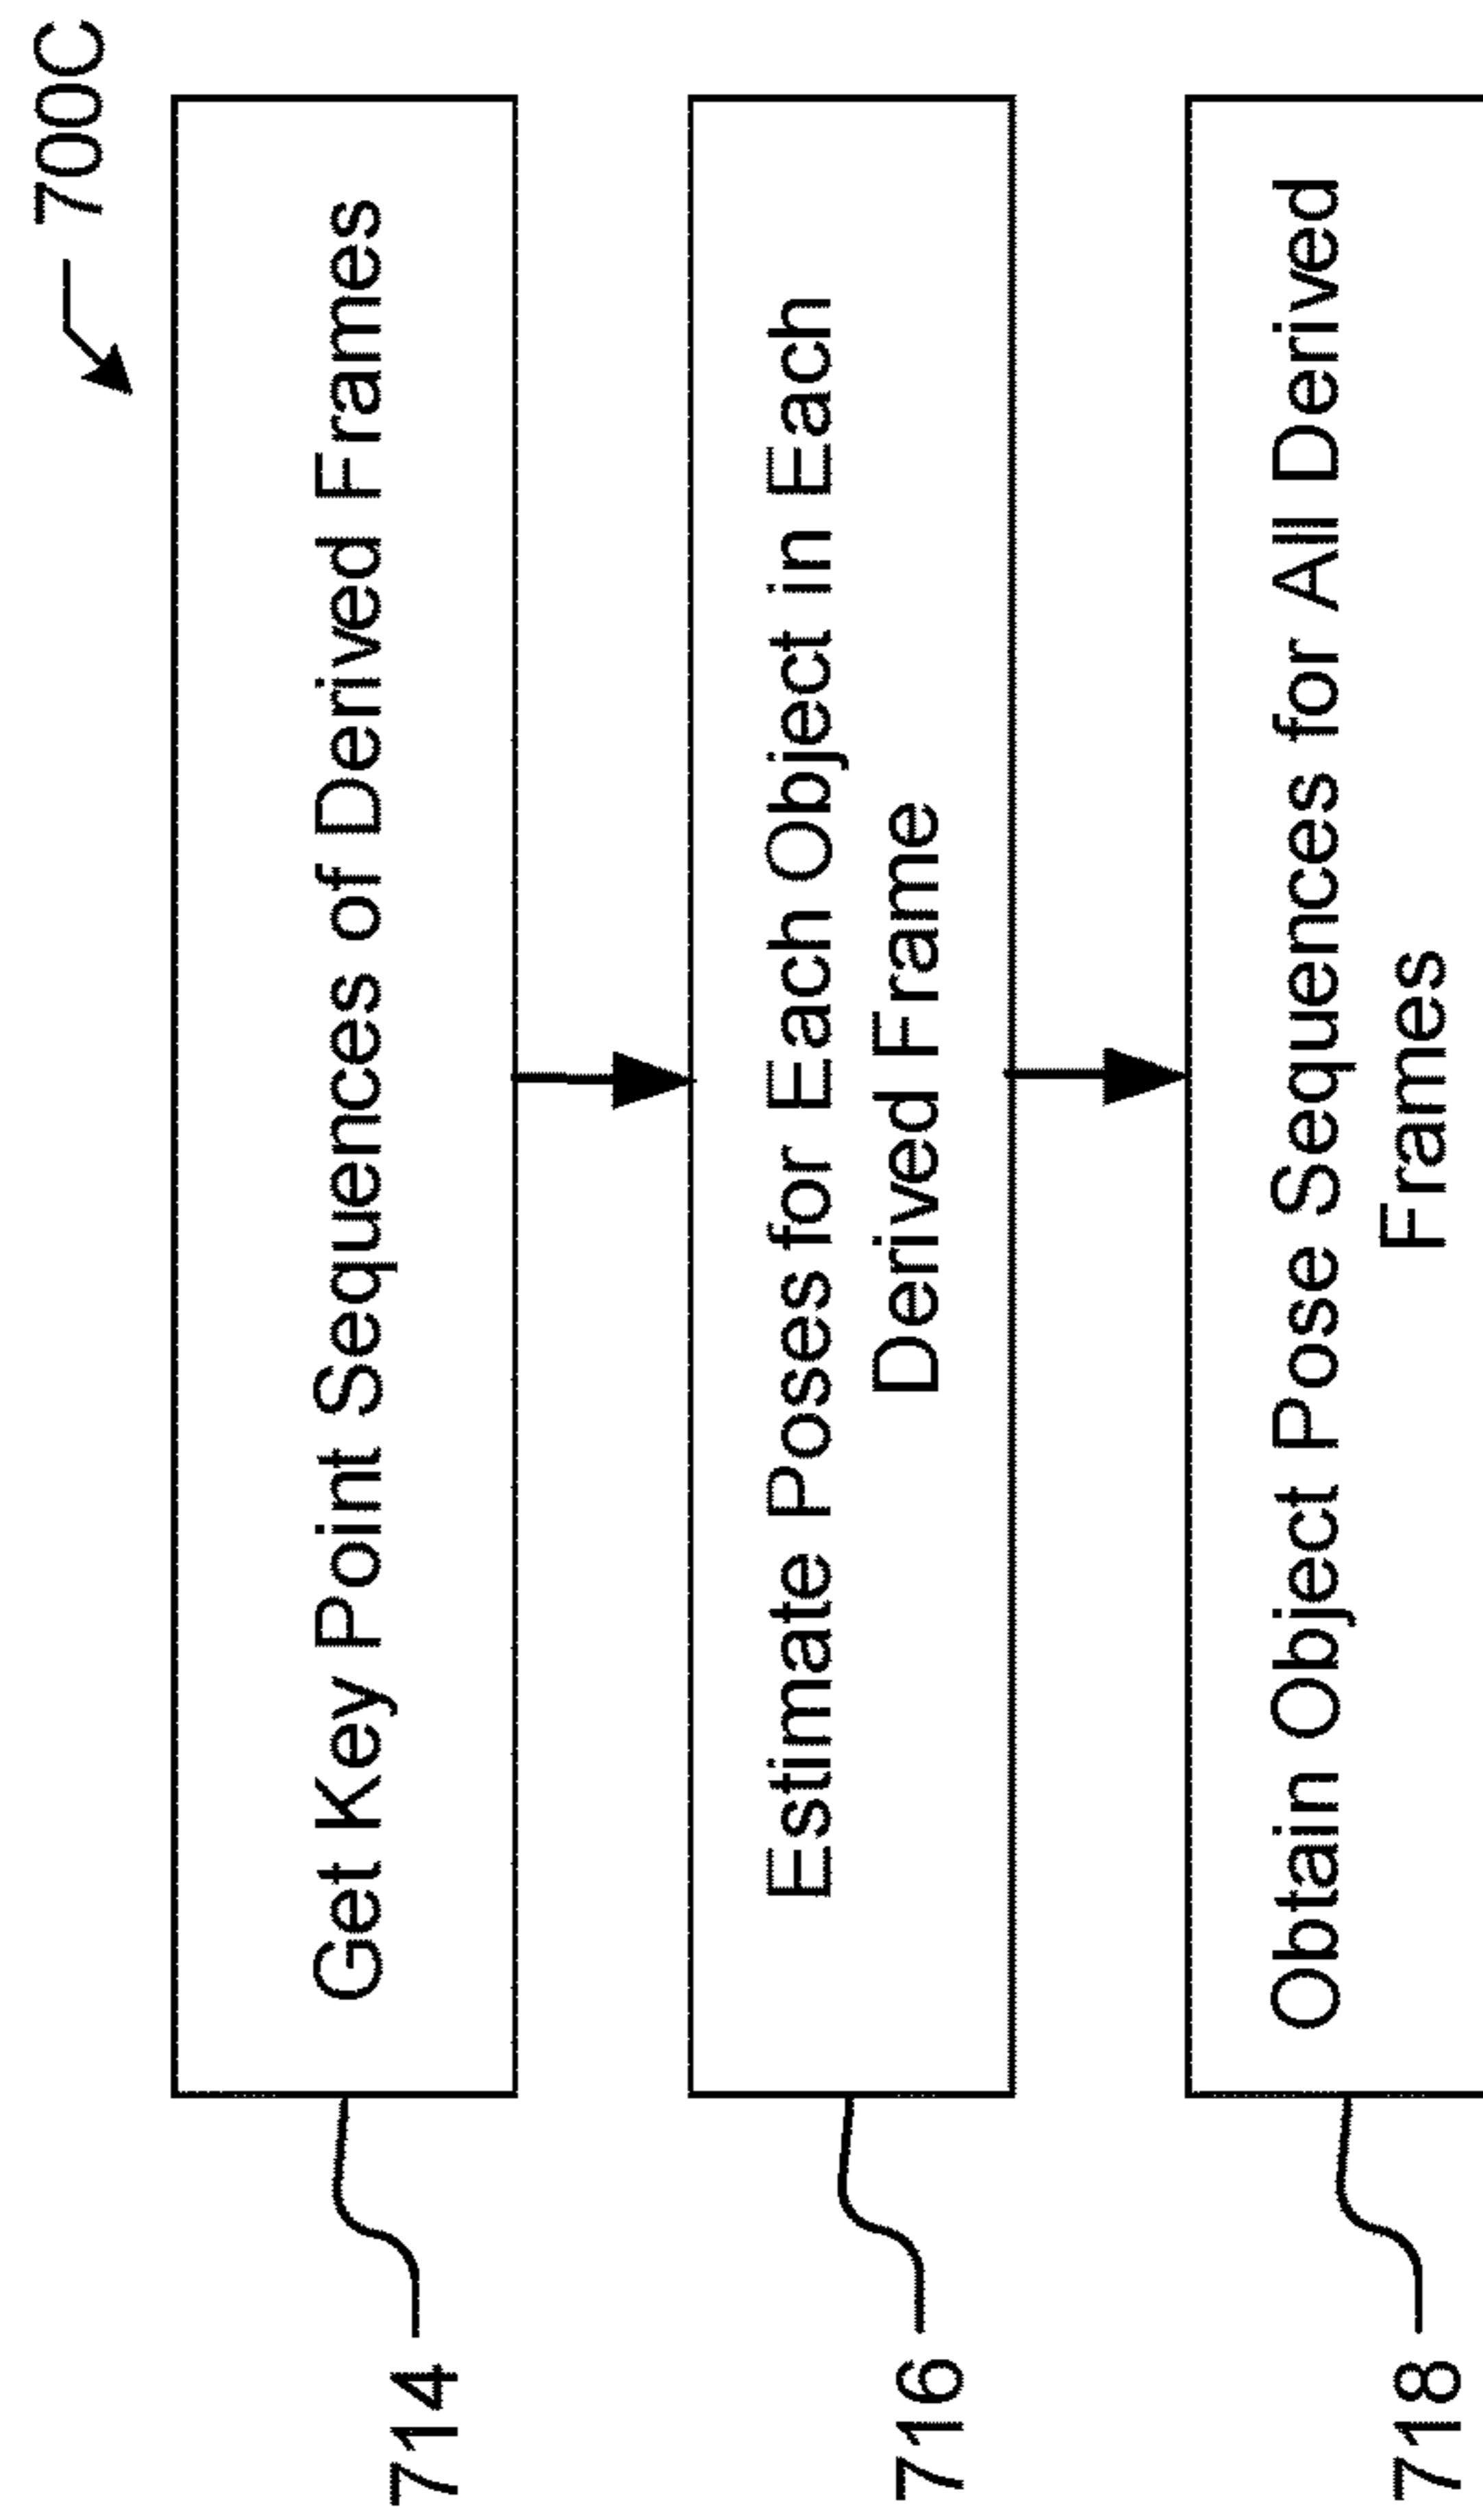 700C
714
Get Key Point Sequences of Derived Frames
716
Estimate Poses for Each Object in Each
Derived Frame
718
Obtain Object Pose Sequences for All Derived
Frames